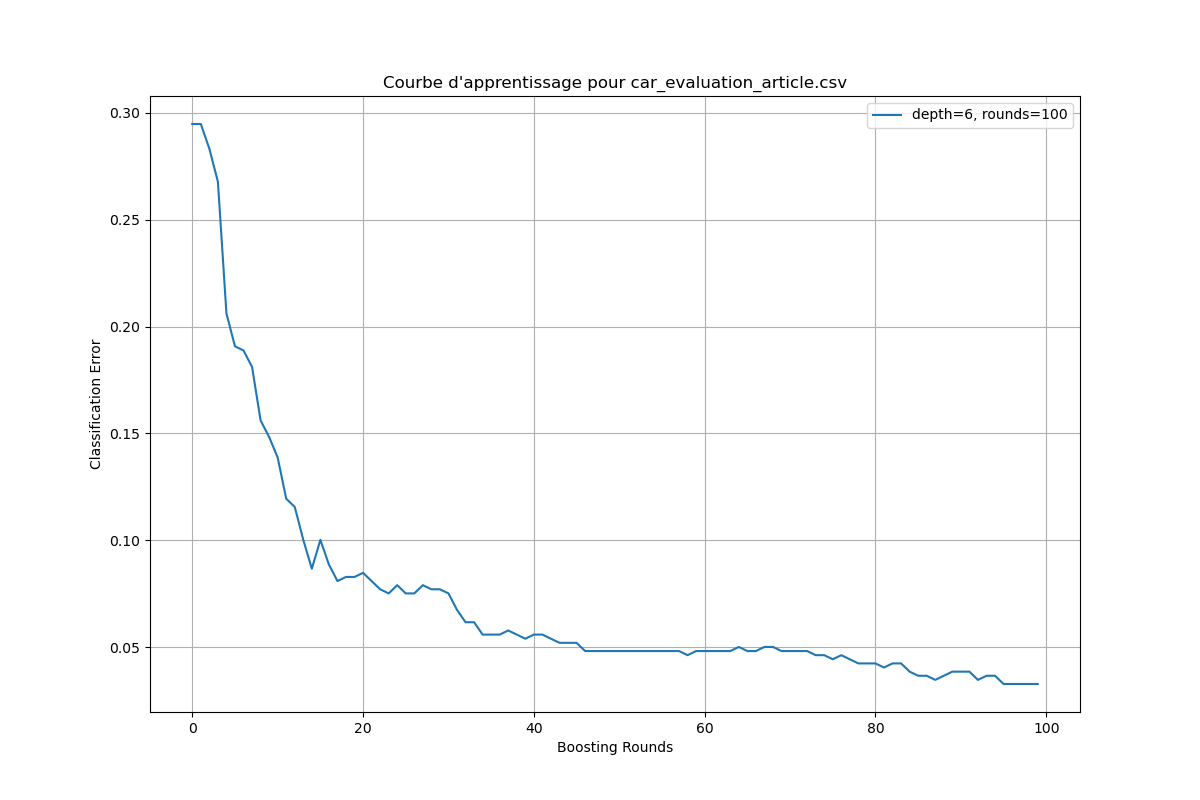 Courbe d'apprentissage pour car_evaluation_article.csv
depth=6, rounds=100
Classification Error
0.30
0.25
0.20
0.15
0.10
0.05
0 20 40 60 80 100
Boosting Rounds